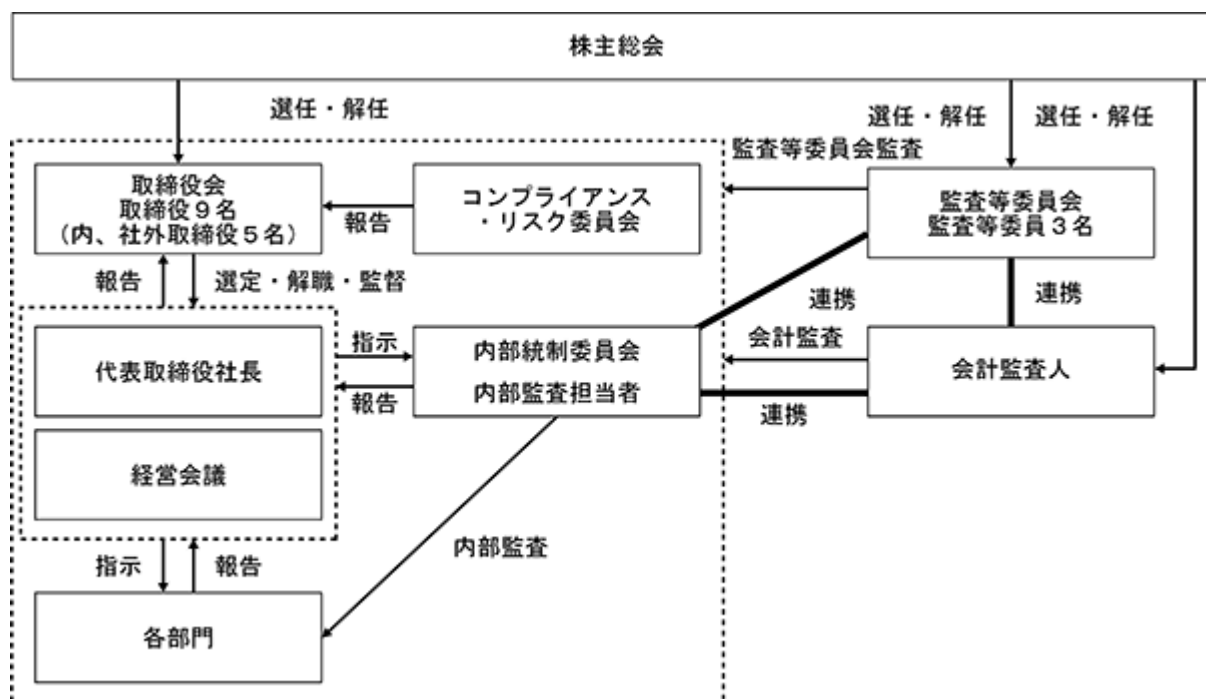 株主総会
選任・解任
選任・解任
選任・解任
監査等委員会監査
取締役会
取締役９名
（内、社外取締役５名）
報告
コンプライアンス
・リスク委員会
監査等委員会
監査等委員３名
報告
選定・解職・監督
連携
連携
代表取締役社長
指示
報告
内部統制委員会
内部監査担当者
会計監査
連携
会計監査人
経営会議
内部監査
指示
報告
各部門